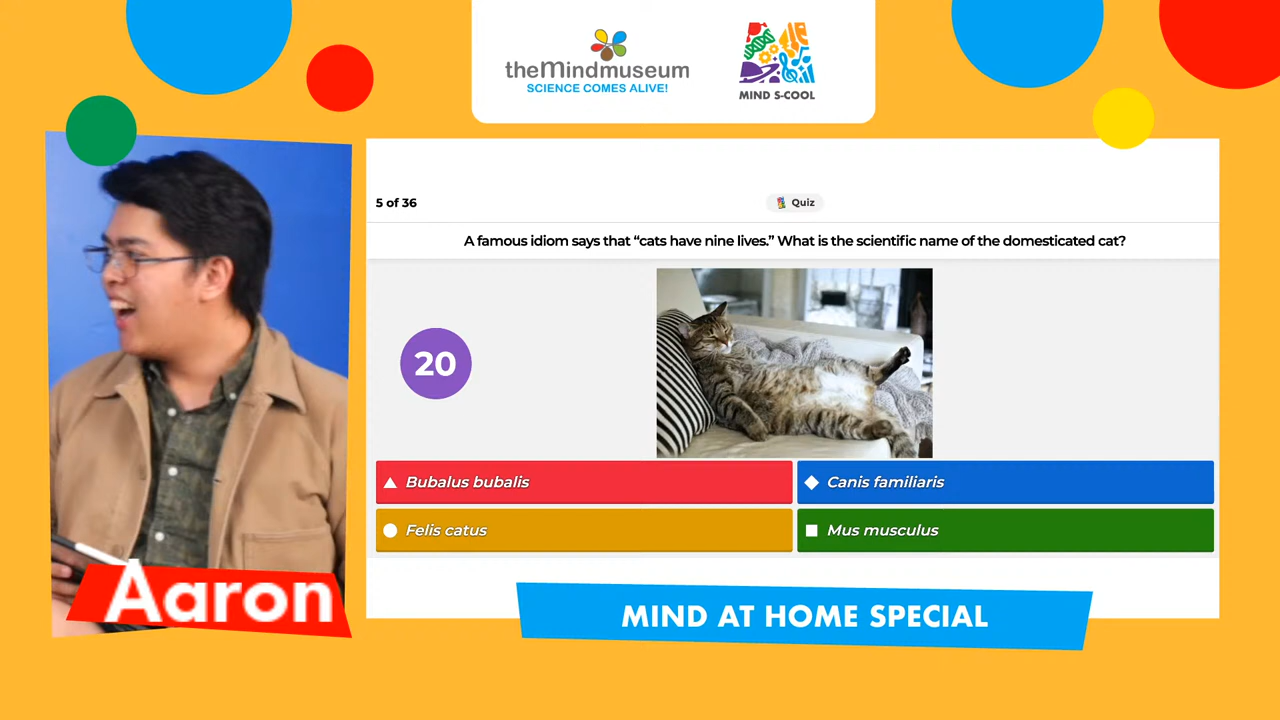 theMindmuseum
SCIENCE COMES ALIVE!
MIND S-COOL
5 of 36
Quiz
A famous idiom says that “cats have nine lives.” What is the scientific name of the domesticated cat?
20
Bubalus bubalis
Canis familiaris
Felis catus
Mus musculus
Aaron
MIND AT HOME SPECIAL